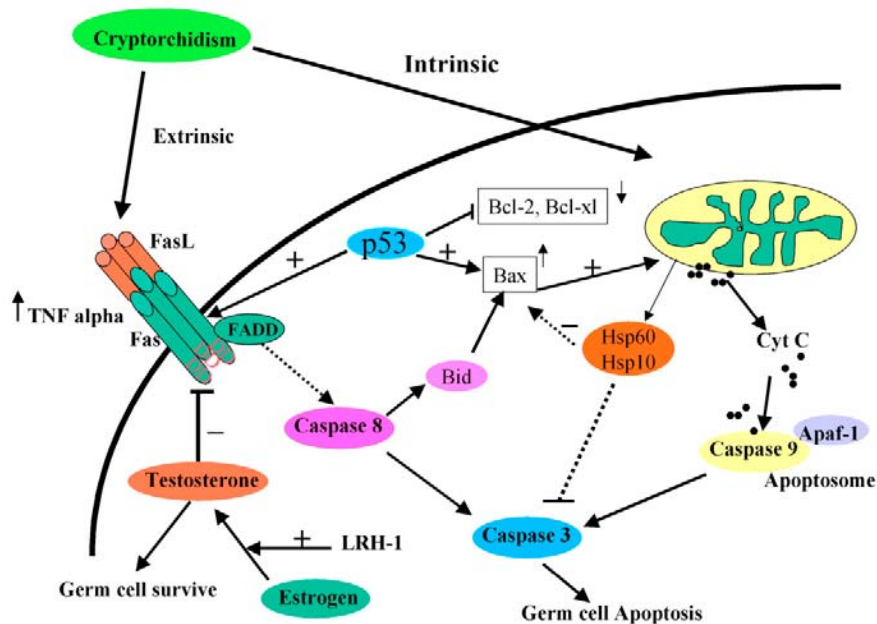 Cryptorchidism
Intrinsic
Extrinsic
Bcl-2, Bcl-xl
FasL
p53
+
+
Bax
+
TNF alpha
Fas
FADD
–
Hsp60
Hsp10
Cyt C
Bid
Caspase 8
Apaf-1
Caspase 9
Apoptosome
–
Testosterone
+
LRH-1
Caspase 3
Germ cell survive
Estrogen
Germ cell Apoptosis